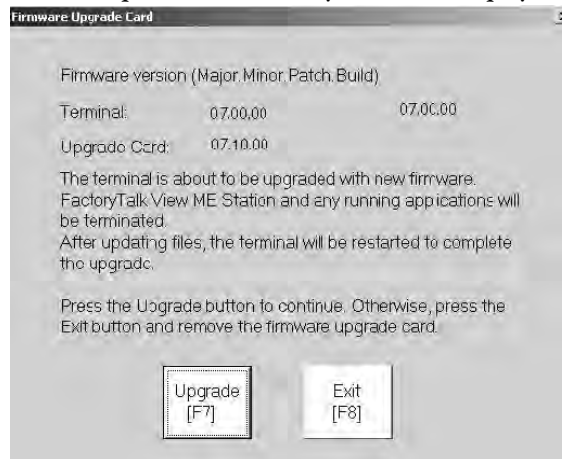 Firmware Upgrade Card
Firmware version (Major.Minor.Patch.Build)
Terminal: 07.00.00 07.00.00
Upgrade Card: 07.10.00
The terminal is about to be upgraded with new firmware.
FactoryTalk View ME Station and any running applications will
be terminated.
After updating files, the terminal will be restarted to complete
the upgrade.
Press the Upgrade button to continue. Otherwise, press the
Exit button and remove the firmware upgrade card.
Upgrade
[F7]
Exit
[F8]